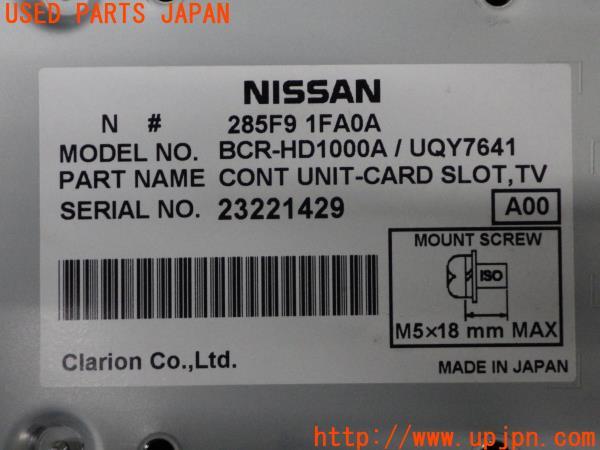 USED PARTS JAPAN
NISSAN
N # 285F9 1FA0A
MODEL NO. BCR-HD1000A / UQY7641
PART NAME CONT UNIT-CARD SLOT,TV
SERIAL NO. 23221429
A00
MOUNT SCREW
ISO
M5×18 mm MAX
Clarion Co.,Ltd.
MADE IN JAPAN
http://www.upjpn.com/